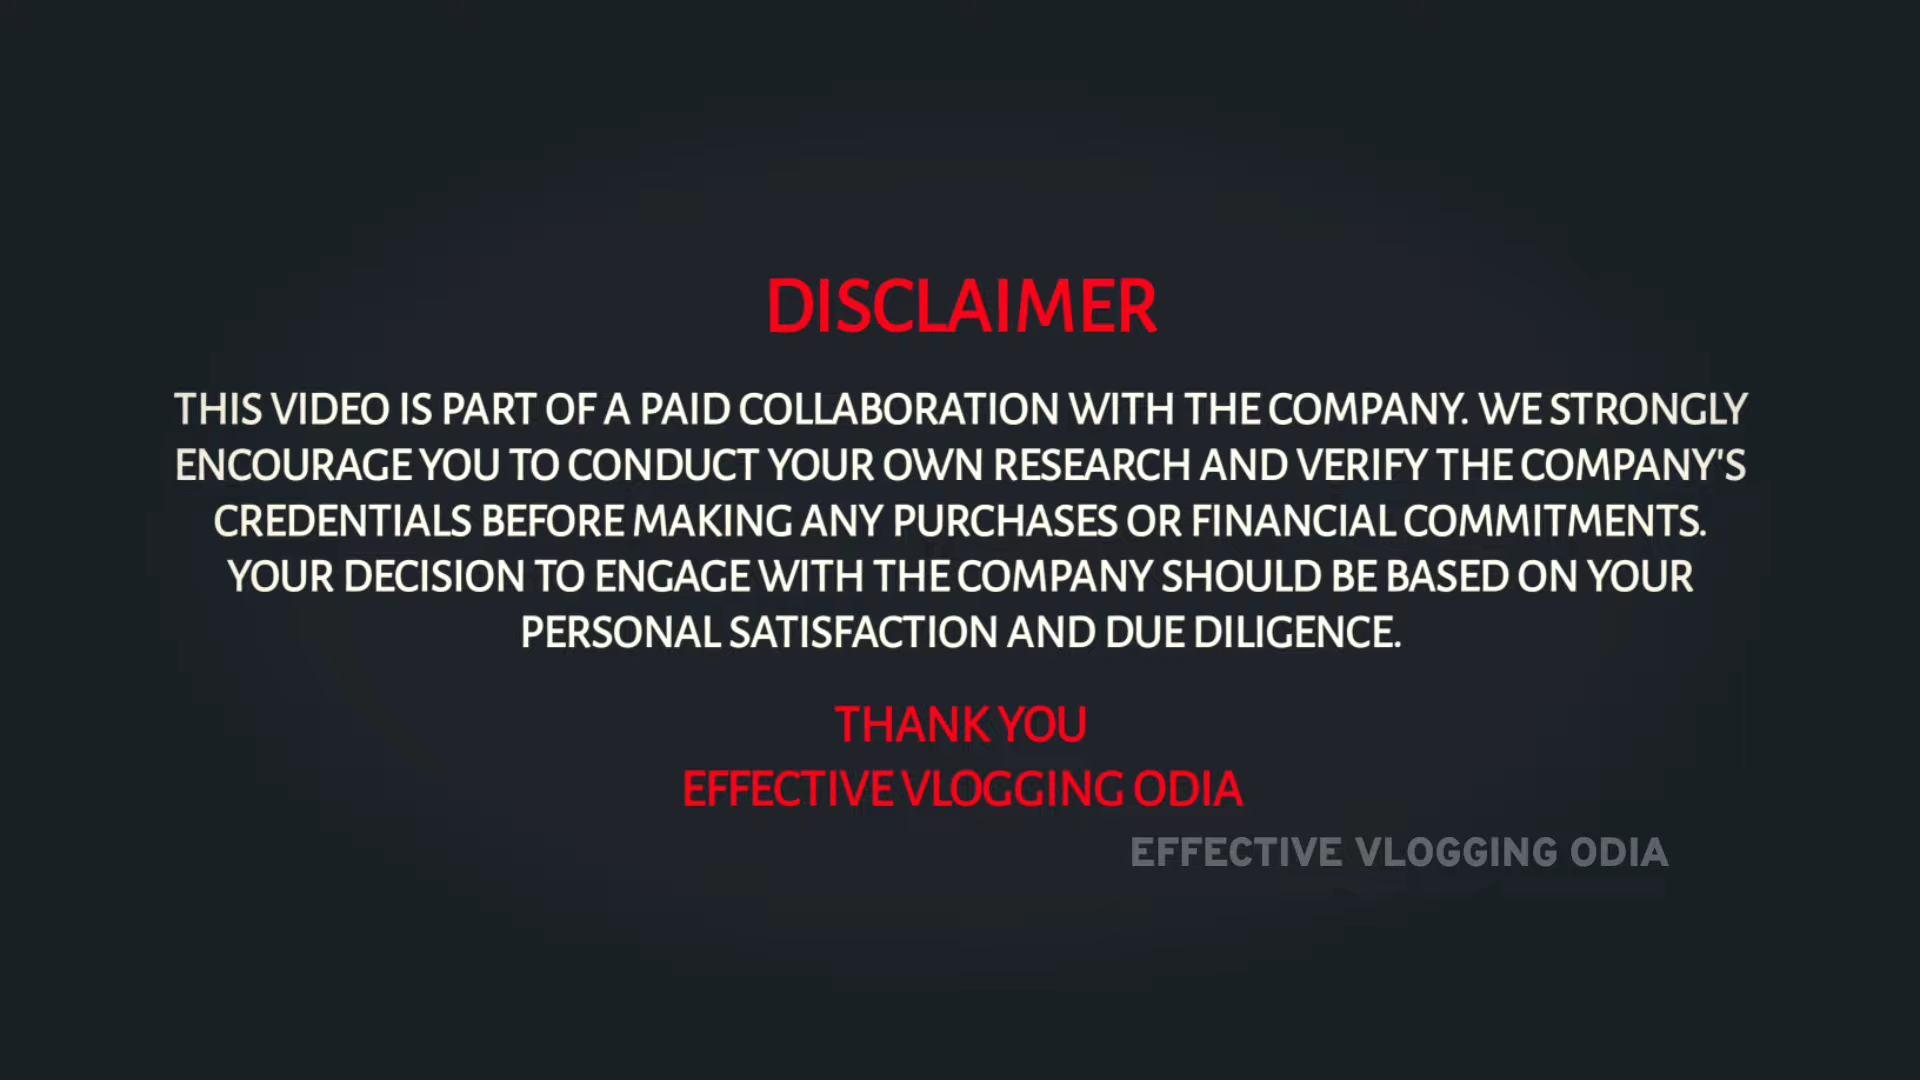 DISCLAIMER
THIS VIDEO IS PART OF A PAID COLLABORATION WITH THE COMPANY. WE STRONGLY
ENCOURAGE YOU TO CONDUCT YOUR OWN RESEARCH AND VERIFY THE COMPANY'S
CREDENTIALS BEFORE MAKING ANY PURCHASES OR FINANCIAL COMMITMENTS.
YOUR DECISION TO ENGAGE WITH THE COMPANY SHOULD BE BASED ON YOUR
PERSONAL SATISFACTION AND DUE DILIGENCE.
THANK YOU
EFFECTIVE VLOGGING ODIA
EFFECTIVE VLOGGING ODIA